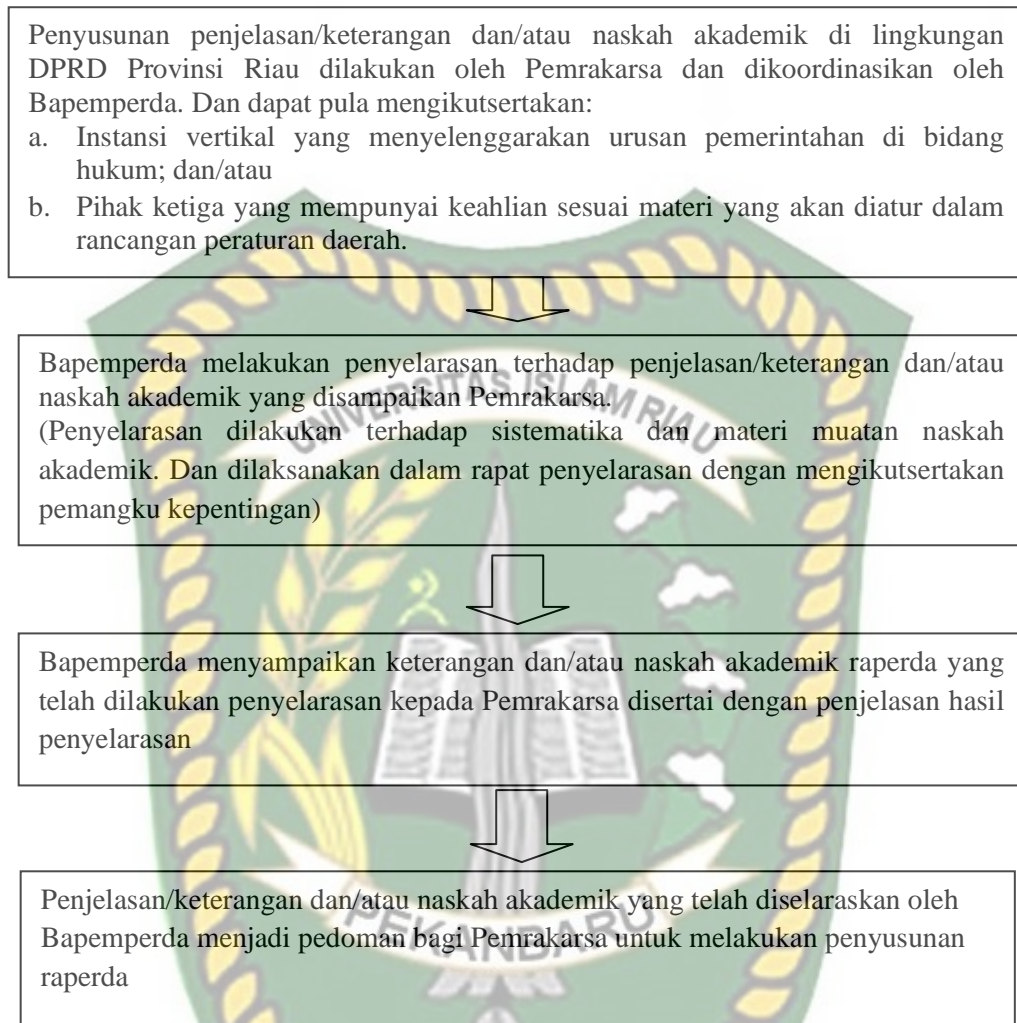 Penyusunan penjelasan/keterangan dan/atau naskah akademik di lingkungan
DPRD Provinsi Riau dilakukan oleh Pemrakarsa dan dikoordinasikan oleh
Bapemperda. Dan dapat pula mengikutsertakan:
a. Instansi vertikal yang menyelenggarakan urusan pemerintahan di bidang
hukum; dan/atau
b. Pihak ketiga yang mempunyai keahlian sesuai materi yang akan diatur dalam
rancangan peraturan daerah.
Bapemperda melakukan penyelarasan terhadap penjelasan/keterangan dan/atau
naskah akademik yang disampaikan Pemrakarsa.
(Penyelarasan dilakukan terhadap sistematika dan materi muatan naskah
akademik. Dan dilaksanakan dalam rapat penyelarasan dengan mengikutsertakan
pemangku kepentingan)
UNIVERSITAS ISLAM RIAU
Bapemperda menyampaikan keterangan dan/atau naskah akademik raperda yang
telah dilakukan penyelarasan kepada Pemrakarsa disertai dengan penjelasan hasil
penyelarasan
Penjelasan/keterangan dan/atau naskah akademik yang telah diselaraskan oleh
Bapemperda menjadi pedoman bagi Pemrakarsa untuk melakukan penyusunan
raperda
PEKANBARU